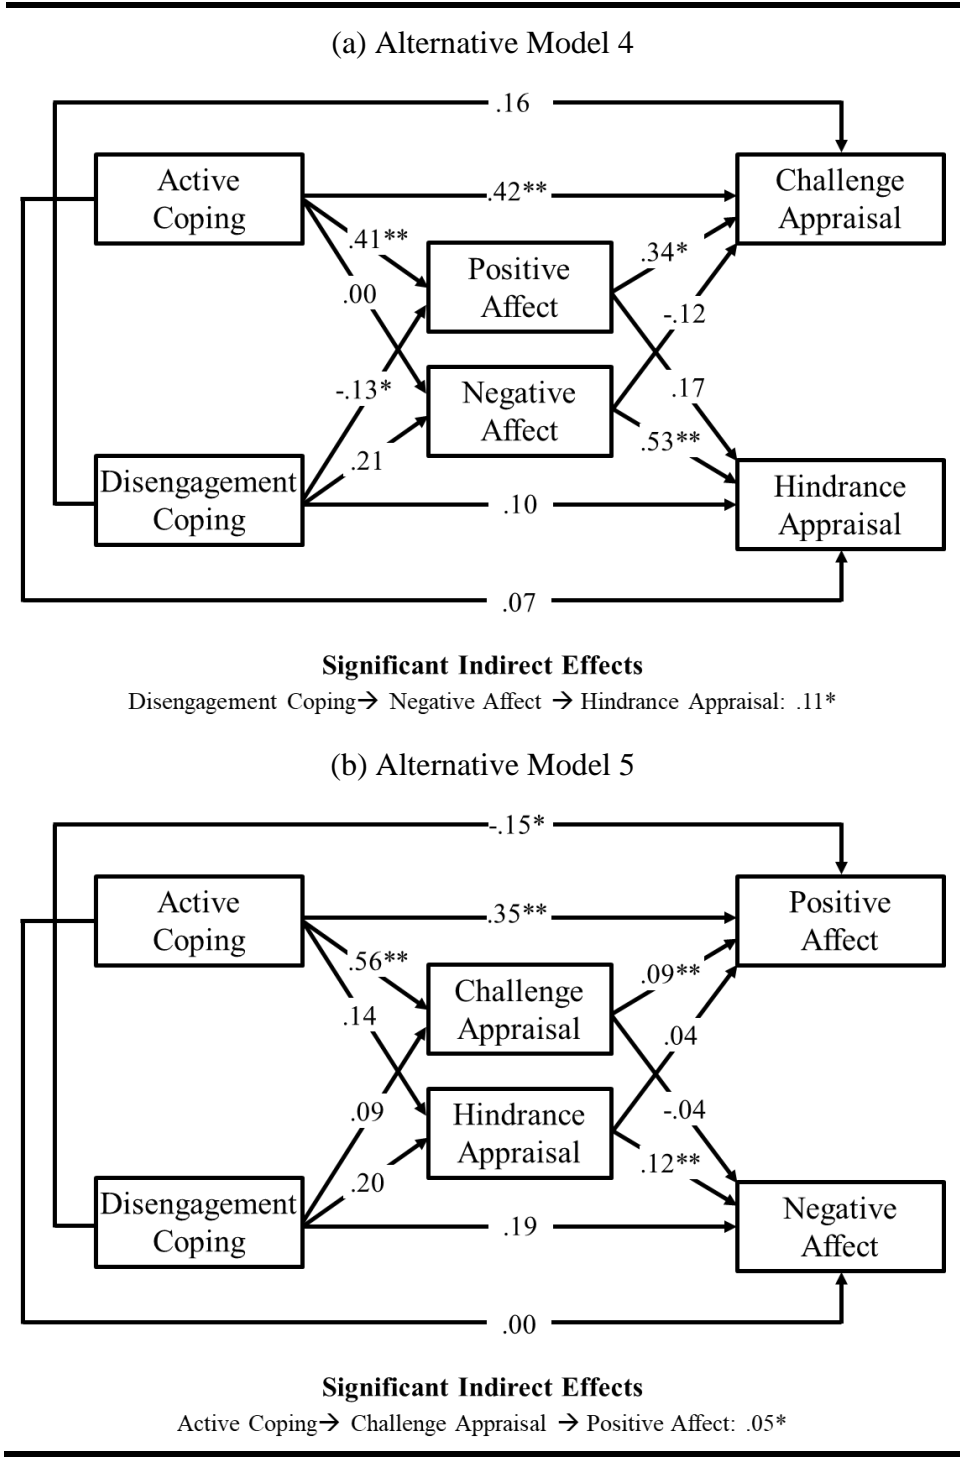 (a) Alternative Model 4
.16
Active
Coping
.42**
Challenge
Appraisal
.41**
.34*
Positive
Affect
.00
-.12
-.13*
.17
Negative
Affect
.21
.53**
Disengagement
Coping
.10
Hindrance
Appraisal
.07
Significant Indirect Effects
Disengagement Coping→ Negative Affect → Hindrance Appraisal: .11*
(b) Alternative Model 5
-.15*
Active
Coping
.35**
Positive
Affect
.56**
.09**
Challenge
Appraisal
.14
.04
.09
-.04
Hindrance
Appraisal
.20
.12**
Disengagement
Coping
.19
Negative
Affect
.00
Significant Indirect Effects
Active Coping→ Challenge Appraisal → Positive Affect: .05*